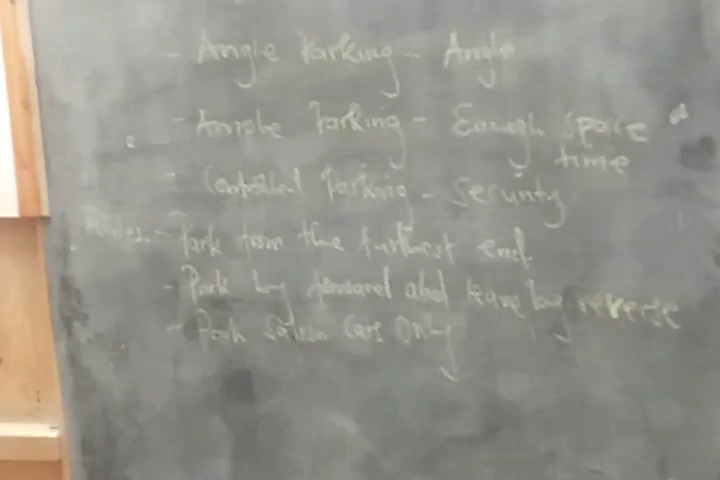 - Angle Parking - Angle
- Ample Parking - Enough space
time
- Controlled Parking - Security
Rules. - Park from the furthest end.
- Park by forward and leave by reverse
- Park Saloon Cars Only